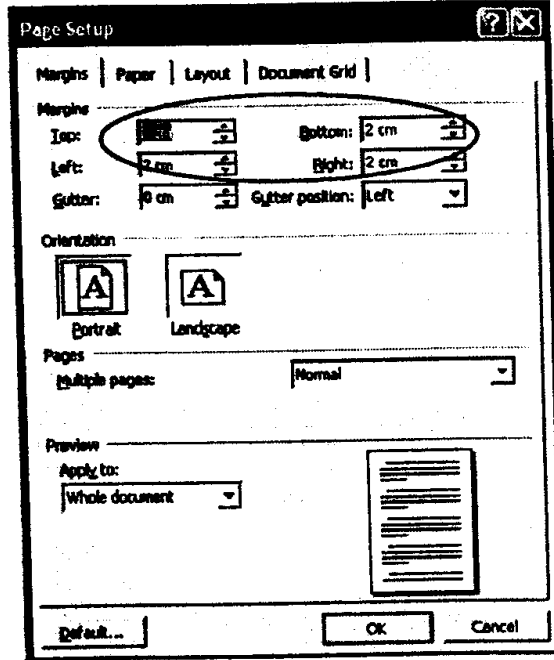 Page Setup
Margins Paper Layout Document Grid
Margins
Top: Bottom: 2 cm
Left: 2 cm Right: 2 cm
Gutter: 0 cm Gutter position: Left
Orientation
A A
Portrait Landscape
Pages
Multiple pages: Normal
Preview
Apply to:
Whole document
Default... OK Cancel